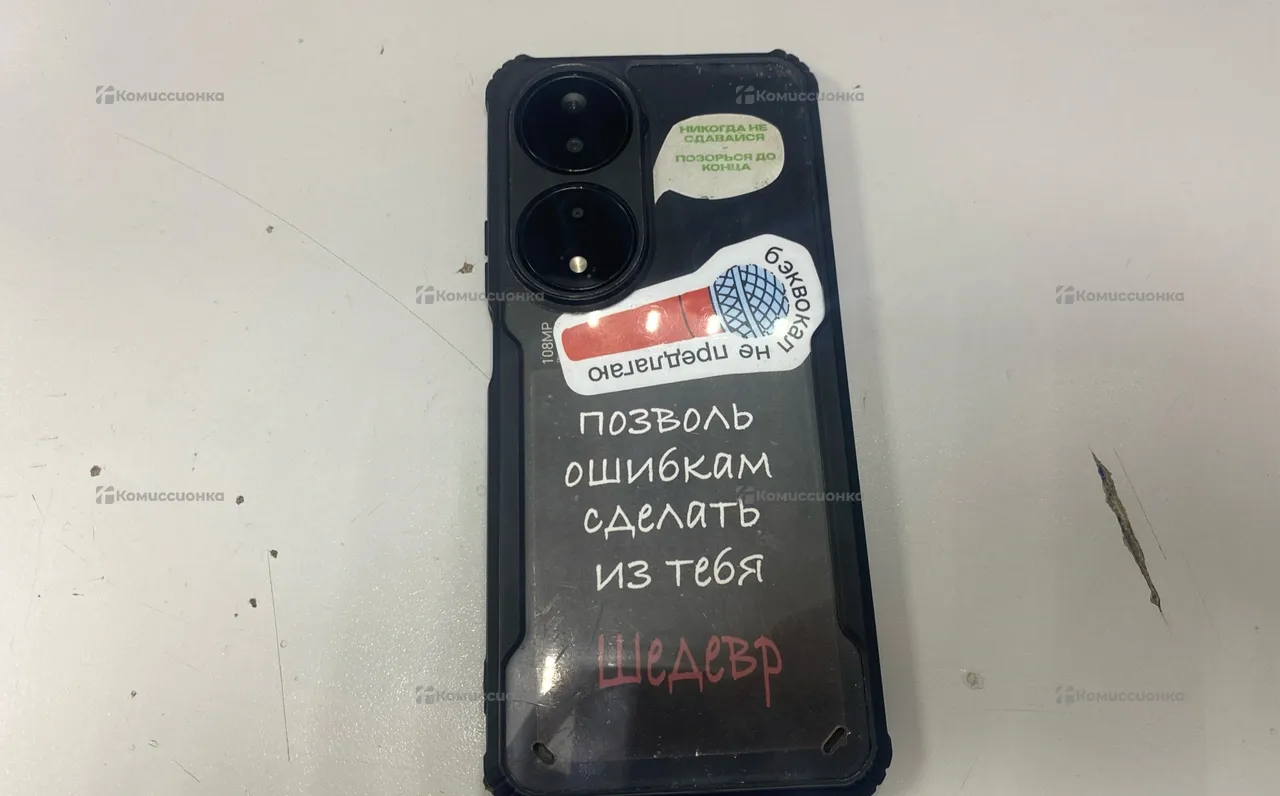 Комиссионка
Комиссионка
НИКОГДА НЕ
СДАВАЙСЯ
-
ПОЗОРЬСЯ ДО
КОНЦА
бэквокал
не предлагаю
Комиссионка
Комиссионка
108MP
позволь
ошибкам
сделать
из тебя
Комиссионка
Комиссионка
шедевр
Комиссионка
Комиссионка